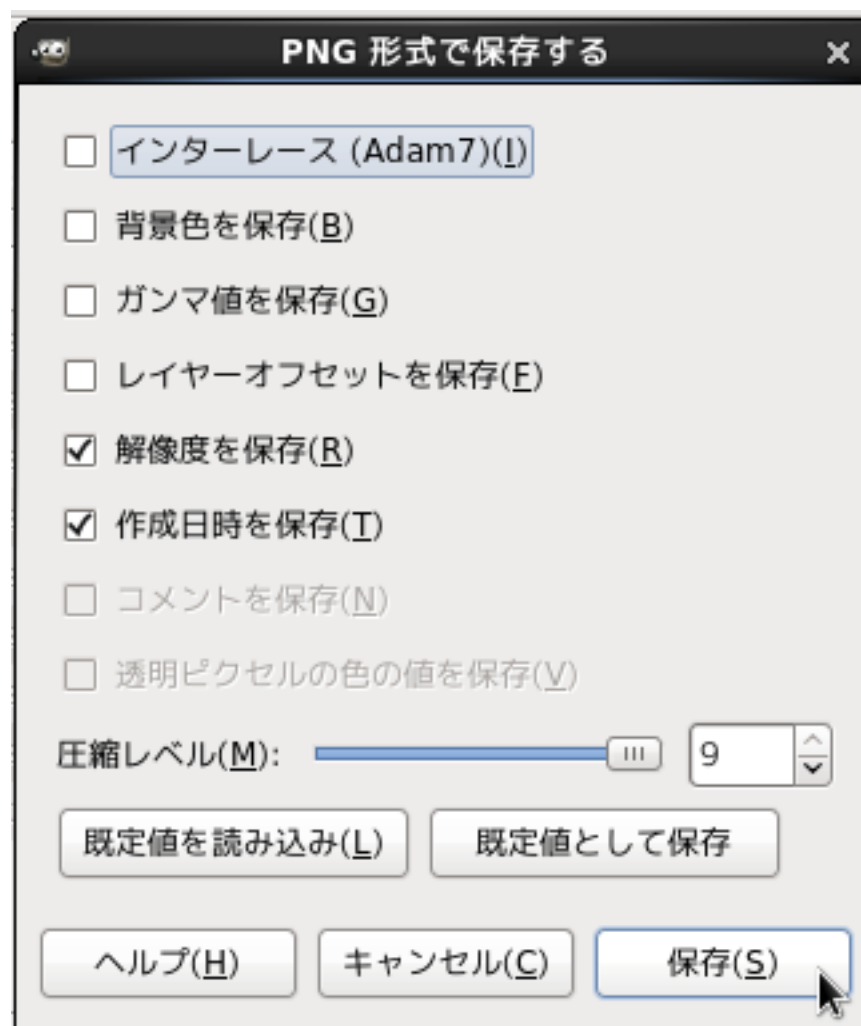 PNG 形式で保存する
インターレース (Adam7)(I)
背景色を保存(B)
ガンマ値を保存(G)
レイヤーオフセットを保存(F)
解像度を保存(R)
作成日時を保存(T)
コメントを保存(N)
透明ピクセルの色の値を保存(V)
圧縮レベル(M): 9
既定値を読み込み(L) 既定値として保存
ヘルプ(H) キャンセル(C) 保存(S)